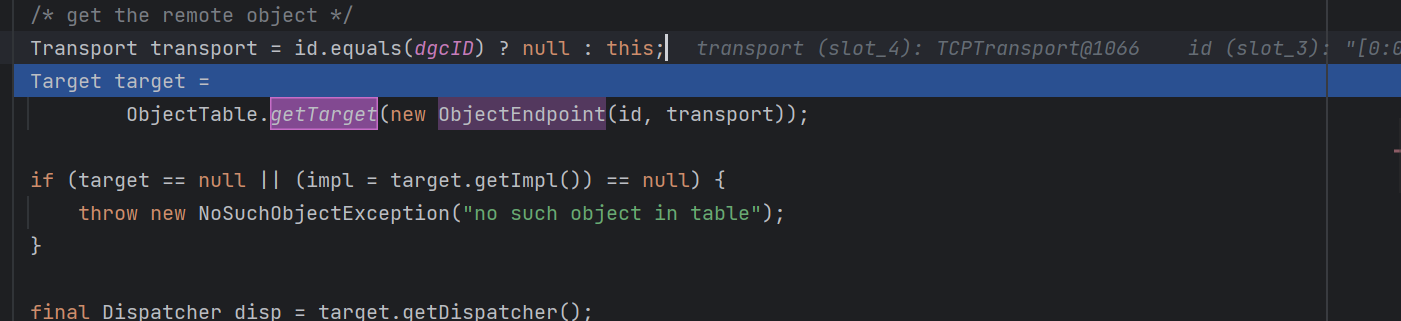 /* get the remote object */
Transport transport = id.equals(dgcID) ? null : this;   transport (slot_4): TCPTransport@1066    id (slot_3): "[0:0
Target target =
        ObjectTable.getTarget(new ObjectEndpoint(id, transport));
if (target == null || (impl = target.getImpl()) == null) {
    throw new NoSuchObjectException("no such object in table");
}
final Dispatcher disp = target.getDispatcher();